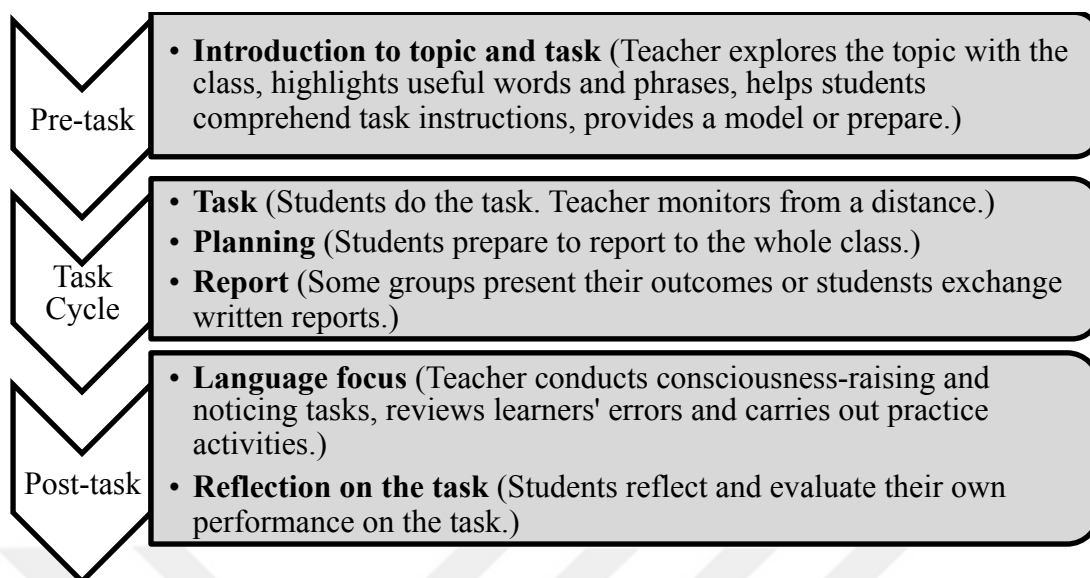 Pre-task
• Introduction to topic and task (Teacher explores the topic with the
class, highlights useful words and phrases, helps students
comprehend task instructions, provides a model or prepare.)
Task
Cycle
• Task (Students do the task. Teacher monitors from a distance.)
• Planning (Students prepare to report to the whole class.)
• Report (Some groups present their outcomes or studensts exchange
written reports.)
Post-task
• Language focus (Teacher conducts consciousness-raising and
noticing tasks, reviews learners' errors and carries out practice
activities.)
• Reflection on the task (Students reflect and evaluate their own
performance on the task.)